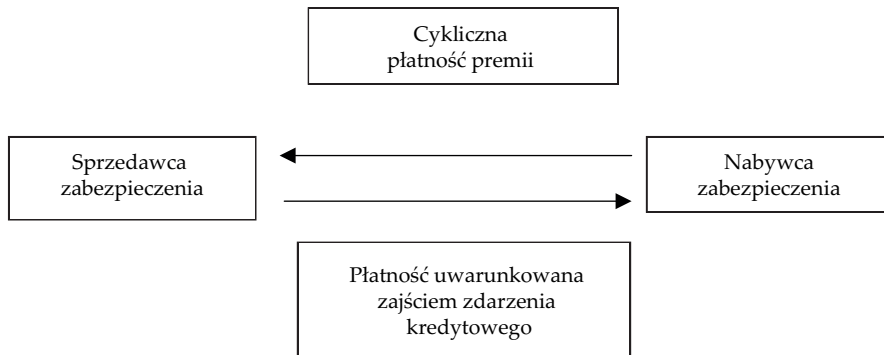 Cykliczna
płatność premii
Sprzedawca
zabezpieczenia
Nabywca
zabezpieczenia
Płatność uwarunkowana
zajściem zdarzenia
kredytowego